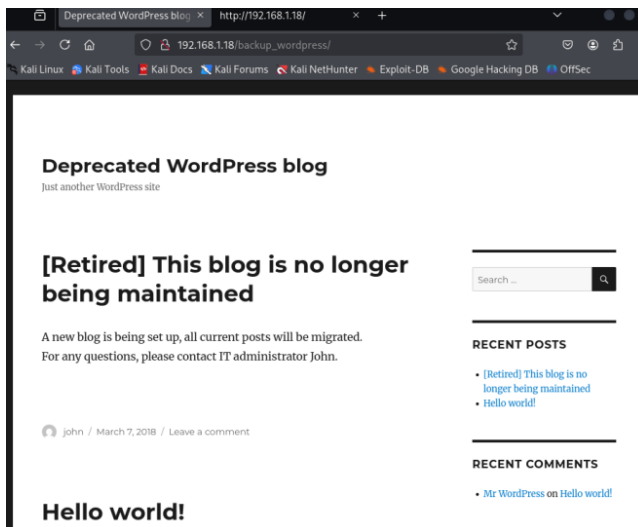 Deprecated WordPress blog
http://192.168.1.18/
192.168.1.18/backup_wordpress/
Kali Linux Kali Tools Kali Docs Kali Forums Kali NetHunter Exploit-DB Google Hacking DB OffSec
Deprecated WordPress blog
Just another WordPress site
[Retired] This blog is no longer
being maintained
A new blog is being set up, all current posts will be migrated.
For any questions, please contact IT administrator John.
john / March 7, 2018 / Leave a comment
Hello world!
Search …
RECENT POSTS
[Retired] This blog is no
longer being maintained
Hello world!
RECENT COMMENTS
Mr WordPress on Hello world!